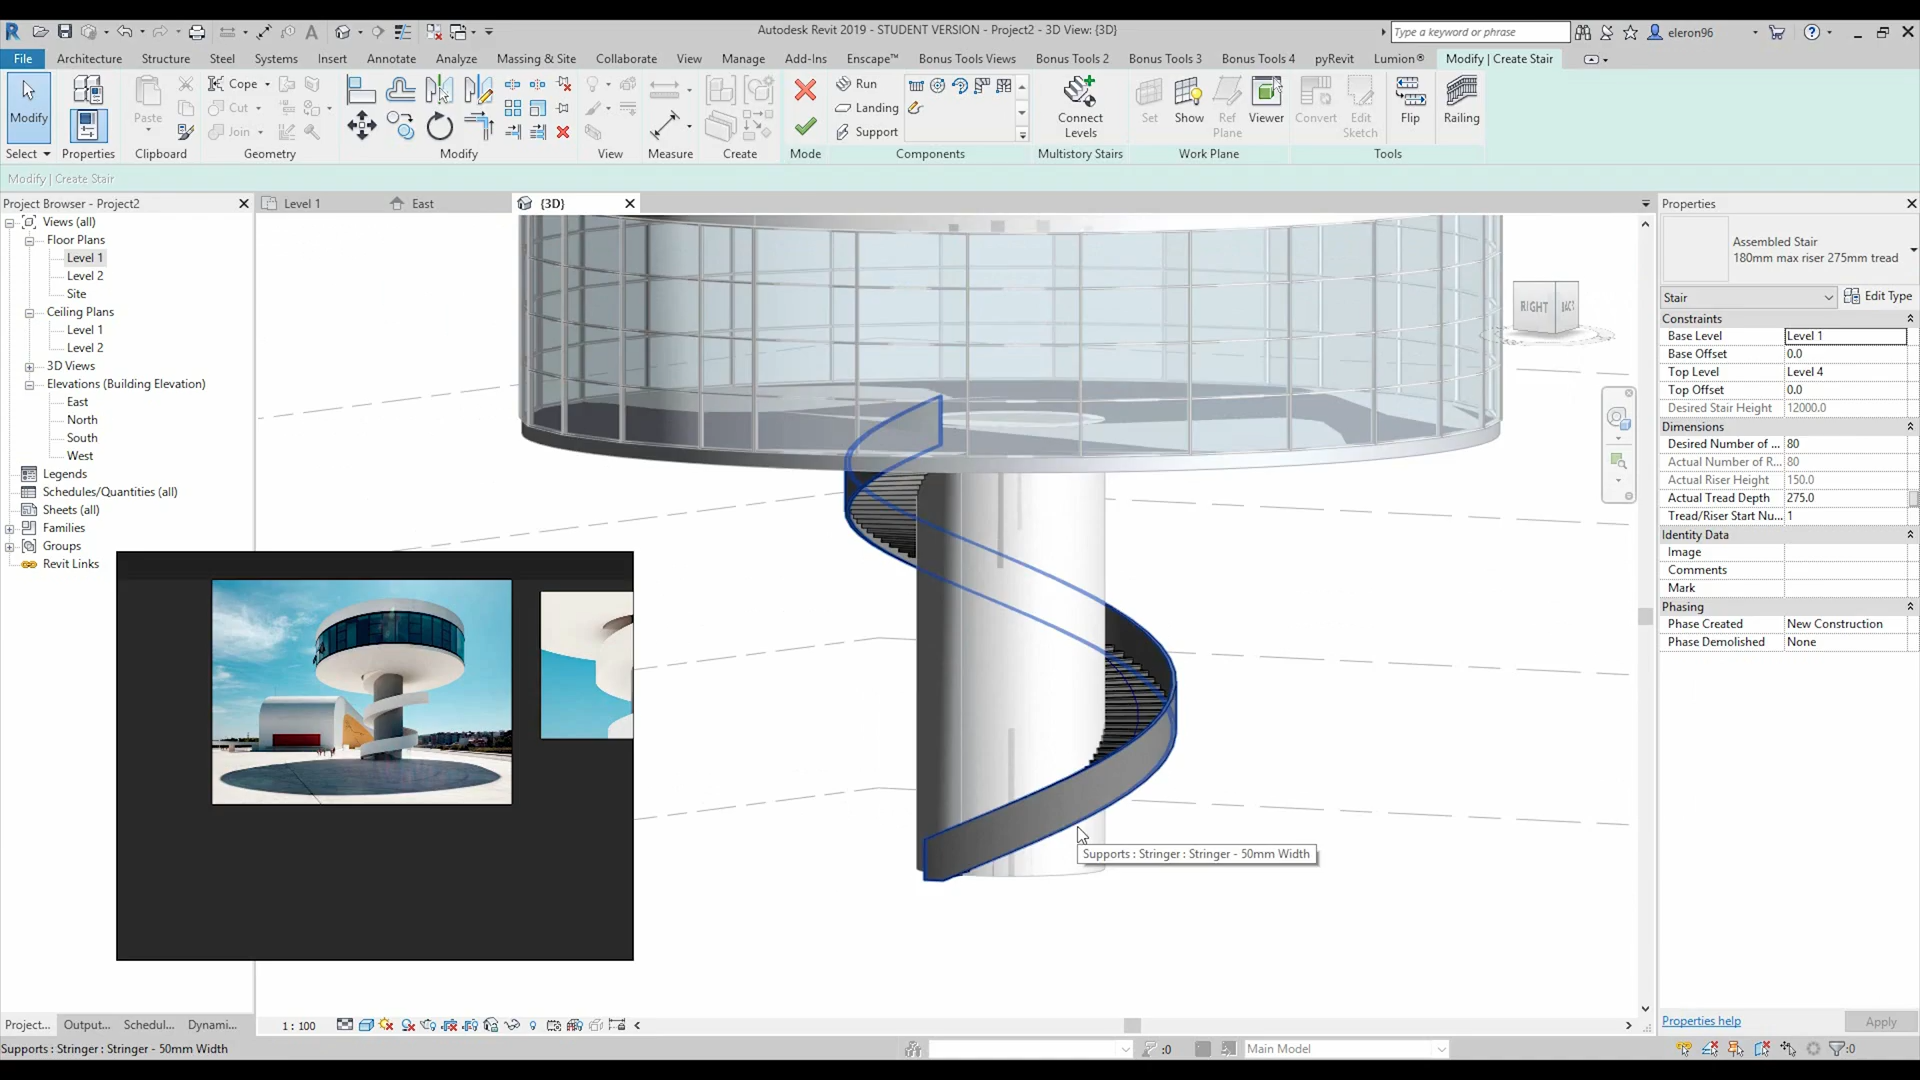 Autodesk Revit 2019 - STUDENT VERSION - Project2 - 3D View: {3D}
Type a keyword or phrase
eleron96
File
Architecture
Structure
Steel
Systems
Insert
Annotate
Analyze
Massing & Site
Collaborate
View
Manage
Add-Ins
Enscape™
Bonus Tools Views
Bonus Tools 2
Bonus Tools 3
Bonus Tools 4
pyRevit
Lumion®
Modify | Create Stair
Modify
Paste
Cope
Cut
Join
Run
Landing
Support
Connect
Levels
Set
Show
Ref
Plane
Viewer
Convert
Edit
Sketch
Flip
Railing
Select
Properties
Clipboard
Geometry
Modify
View
Measure
Create
Mode
Components
Multistory Stairs
Work Plane
Tools
Modify | Create Stair
Project Browser - Project2
Views (all)
Floor Plans
Level 1
Level 2
Site
Ceiling Plans
Level 1
Level 2
3D Views
Elevations (Building Elevation)
East
North
South
West
Legends
Schedules/Quantities (all)
Sheets (all)
Families
Groups
Revit Links
Level 1
East
{3D}
RIGHT
Supports : Stringer : Stringer - 50mm Width
Properties
Assembled Stair
180mm max riser 275mm tread
Stair
Edit Type
Constraints
Base Level Level 1
Base Offset 0.0
Top Level Level 4
Top Offset 0.0
Desired Stair Height 12000.0
Dimensions
Desired Number of ... 80
Actual Number of R... 80
Actual Riser Height 150.0
Actual Tread Depth 275.0
Tread/Riser Start Nu... 1
Identity Data
Image
Comments
Mark
Phasing
Phase Created New Construction
Phase Demolished None
Properties help
Apply
Project...
Output...
Schedul...
Dynami...
1 : 100
Supports : Stringer : Stringer - 50mm Width
:0
Main Model
:0